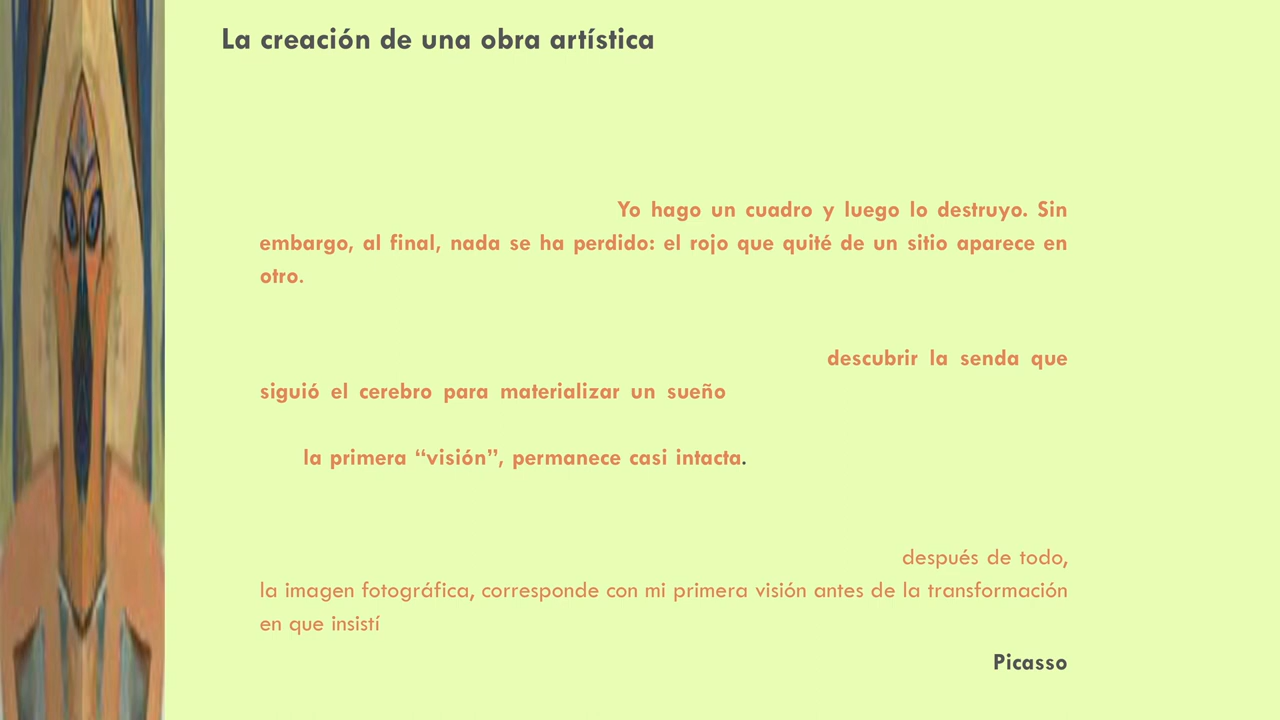 La creación de una obra artística
Yo hago un cuadro y luego lo destruyo. Sin
embargo, al final, nada se ha perdido: el rojo que quité de un sitio aparece en
otro.
descubrir la senda que
siguió el cerebro para materializar un sueño
la primera “visión”, permanece casi intacta.
después de todo,
la imagen fotográfica, corresponde con mi primera visión antes de la transformación
en que insistí
Picasso